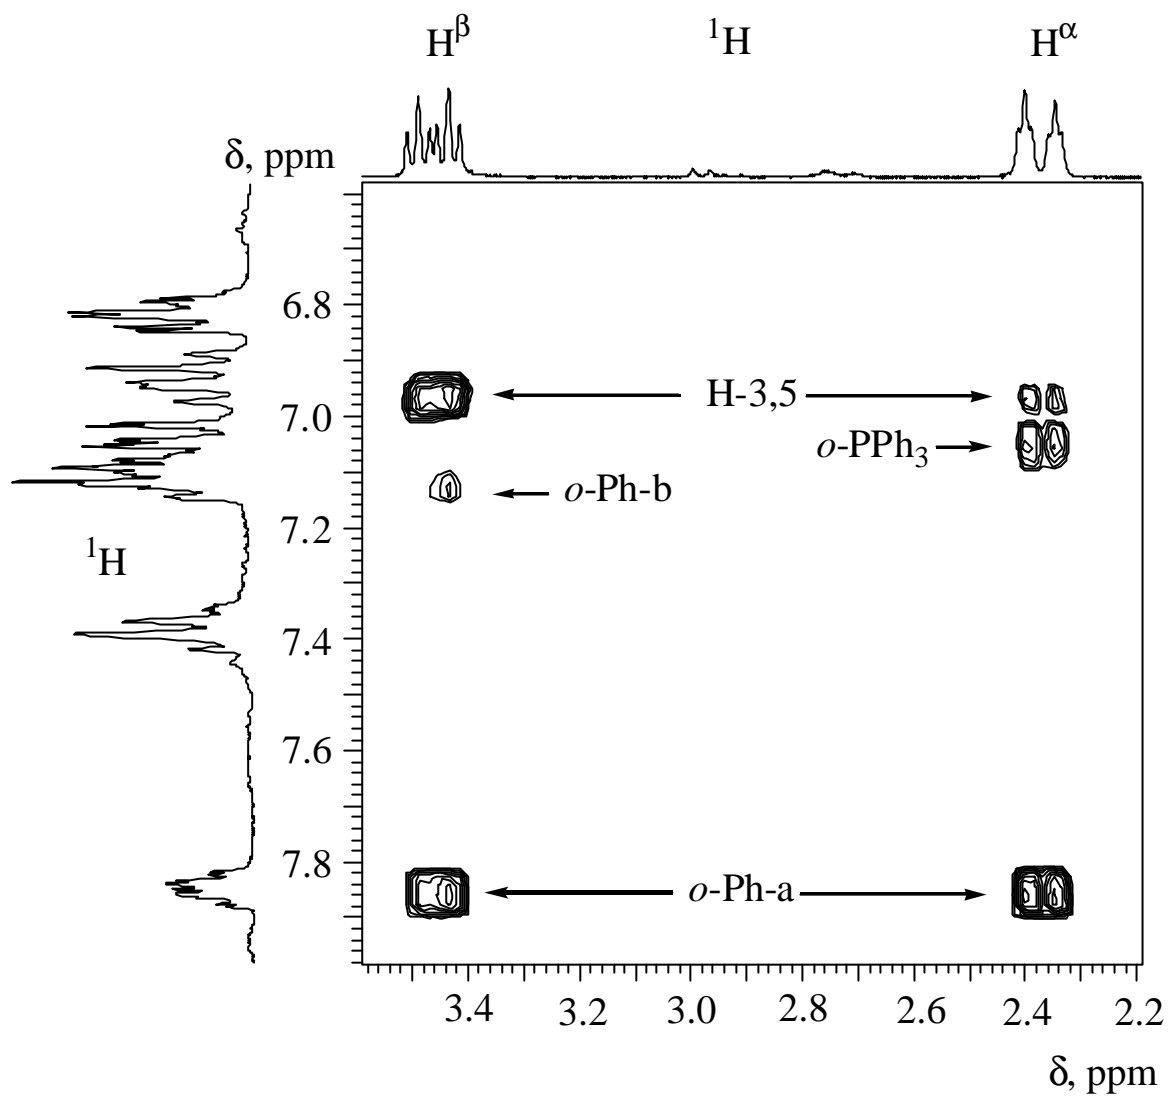 Hβ ¹H Hα
δ, ppm
6.8
H-3,5
7.0
o-PPh₃
o-Ph-b
7.2
¹H
7.4
7.6
7.8
o-Ph-a
3.4 3.2 3.0 2.8 2.6 2.4 2.2
δ, ppm